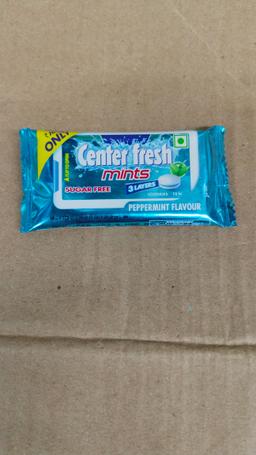 ONLY
Center fresh
mints
3 LAYERS
SUGAR FREE
PEPPERMINT FLAVOUR